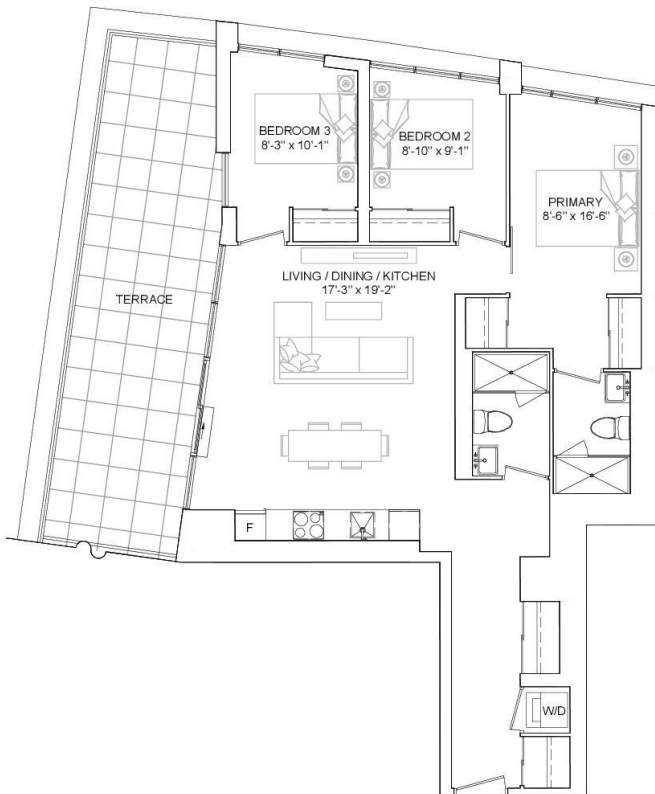 BEDROOM 3
8'-3" x 10'-1"
BEDROOM 2
8'-10" x 9'-1"
PRIMARY
8'-6" x 16'-6"
LIVING / DINING / KITCHEN
17'-3" x 19'-2"
TERRACE
F
W/D